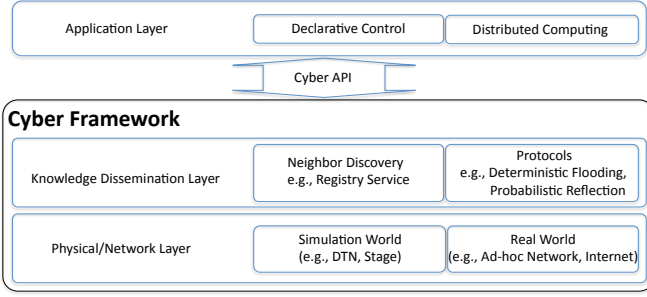 Application Layer
Declarative Control
Distributed Computing
Cyber API
Cyber Framework
Knowledge Dissemination Layer
Neighbor Discovery
e.g., Registry Service
Protocols
e.g., Deterministic Flooding,
Probabilistic Reflection
Physical/Network Layer
Simulation World
(e.g., DTN, Stage)
Real World
(e.g., Ad-hoc Network, Internet)